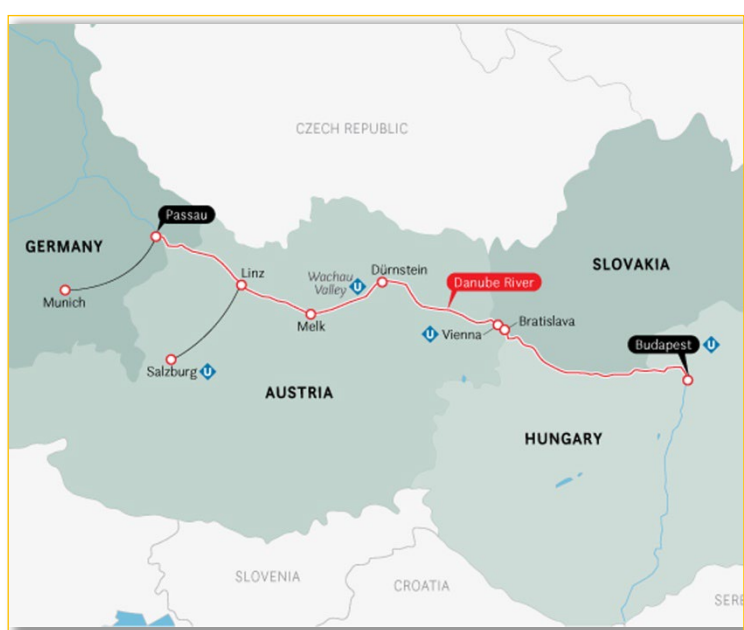 CZECH REPUBLIC
Passau
GERMANY
SLOVAKIA
Linz
Dürnstein
Wachau
Valley
U
Danube River
Munich
Melk
U
Vienna
Bratislava
Budapest
U
Salzburg
U
AUSTRIA
HUNGARY
SLOVENIA
CROATIA
SERB